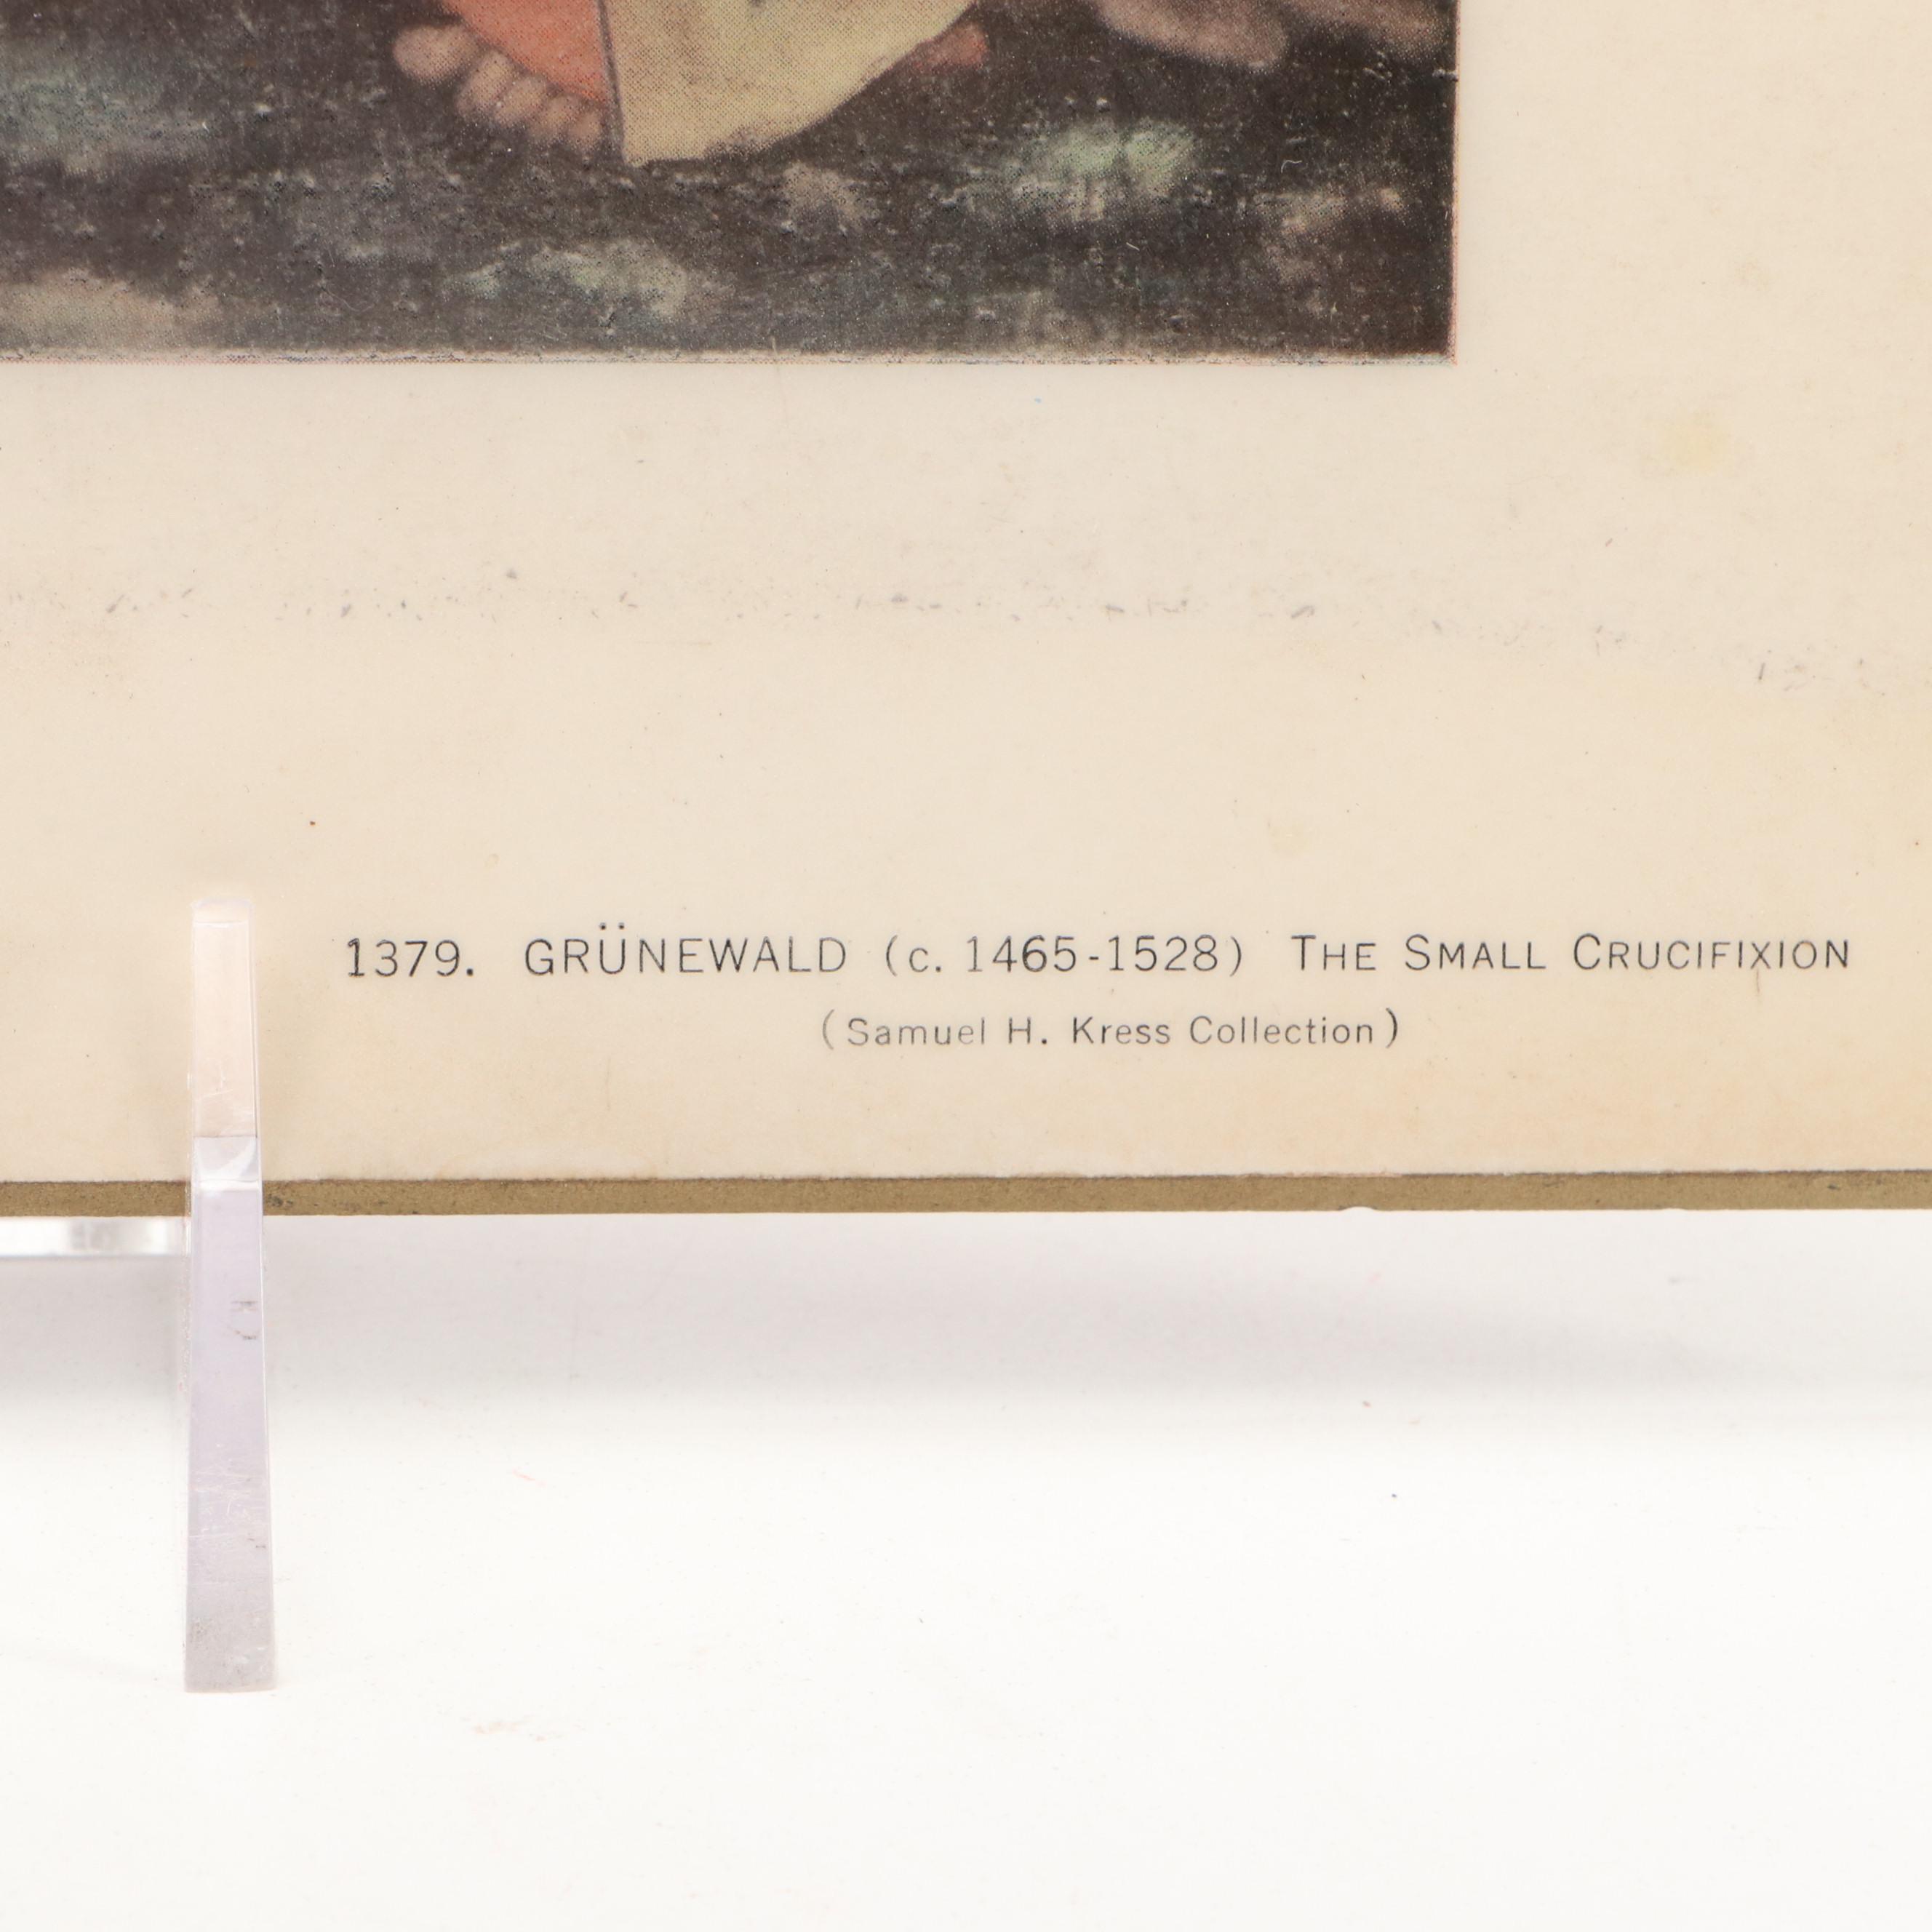 1379. GRÜNEWALD (c. 1465-1528) THE SMALL CRUCIFIXION
(Samuel H. Kress Collection)